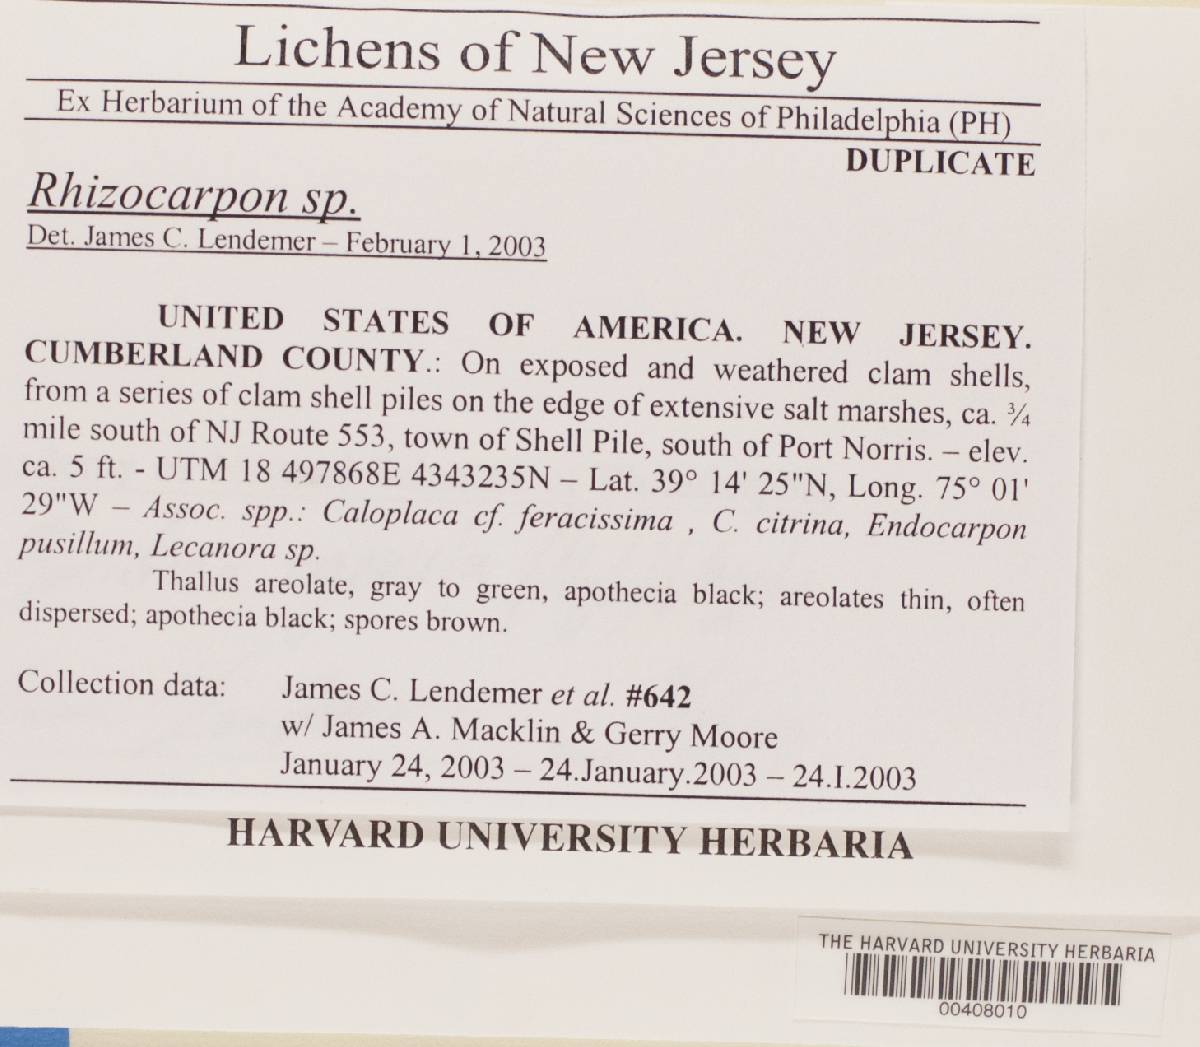 Lichens of New Jersey
Ex Herbarium of the Academy of Natural Sciences of Philadelphia (PH)
DUPLICATE
Rhizocarpon sp.
Det. James C. Lendemer – February 1, 2003
UNITED STATES OF AMERICA. NEW JERSEY.
CUMBERLAND COUNTY.: On exposed and weathered clam shells,
from a series of clam shell piles on the edge of extensive salt marshes, ca. ¾
mile south of NJ Route 553, town of Shell Pile, south of Port Norris. – elev.
ca. 5 ft. - UTM 18 497868E 4343235N – Lat. 39° 14' 25"N, Long. 75° 01'
29"W – Assoc. spp.: Caloplaca cf. feracissima , C. citrina, Endocarpon
pusillum, Lecanora sp.
Thallus areolate, gray to green, apothecia black; areolates thin, often
dispersed; apothecia black; spores brown.
Collection data: James C. Lendemer et al. #642
w/ James A. Macklin & Gerry Moore
January 24, 2003 – 24.January.2003 – 24.I.2003
HARVARD UNIVERSITY HERBARIA
THE HARVARD UNIVERSITY HERBARIA
00408010